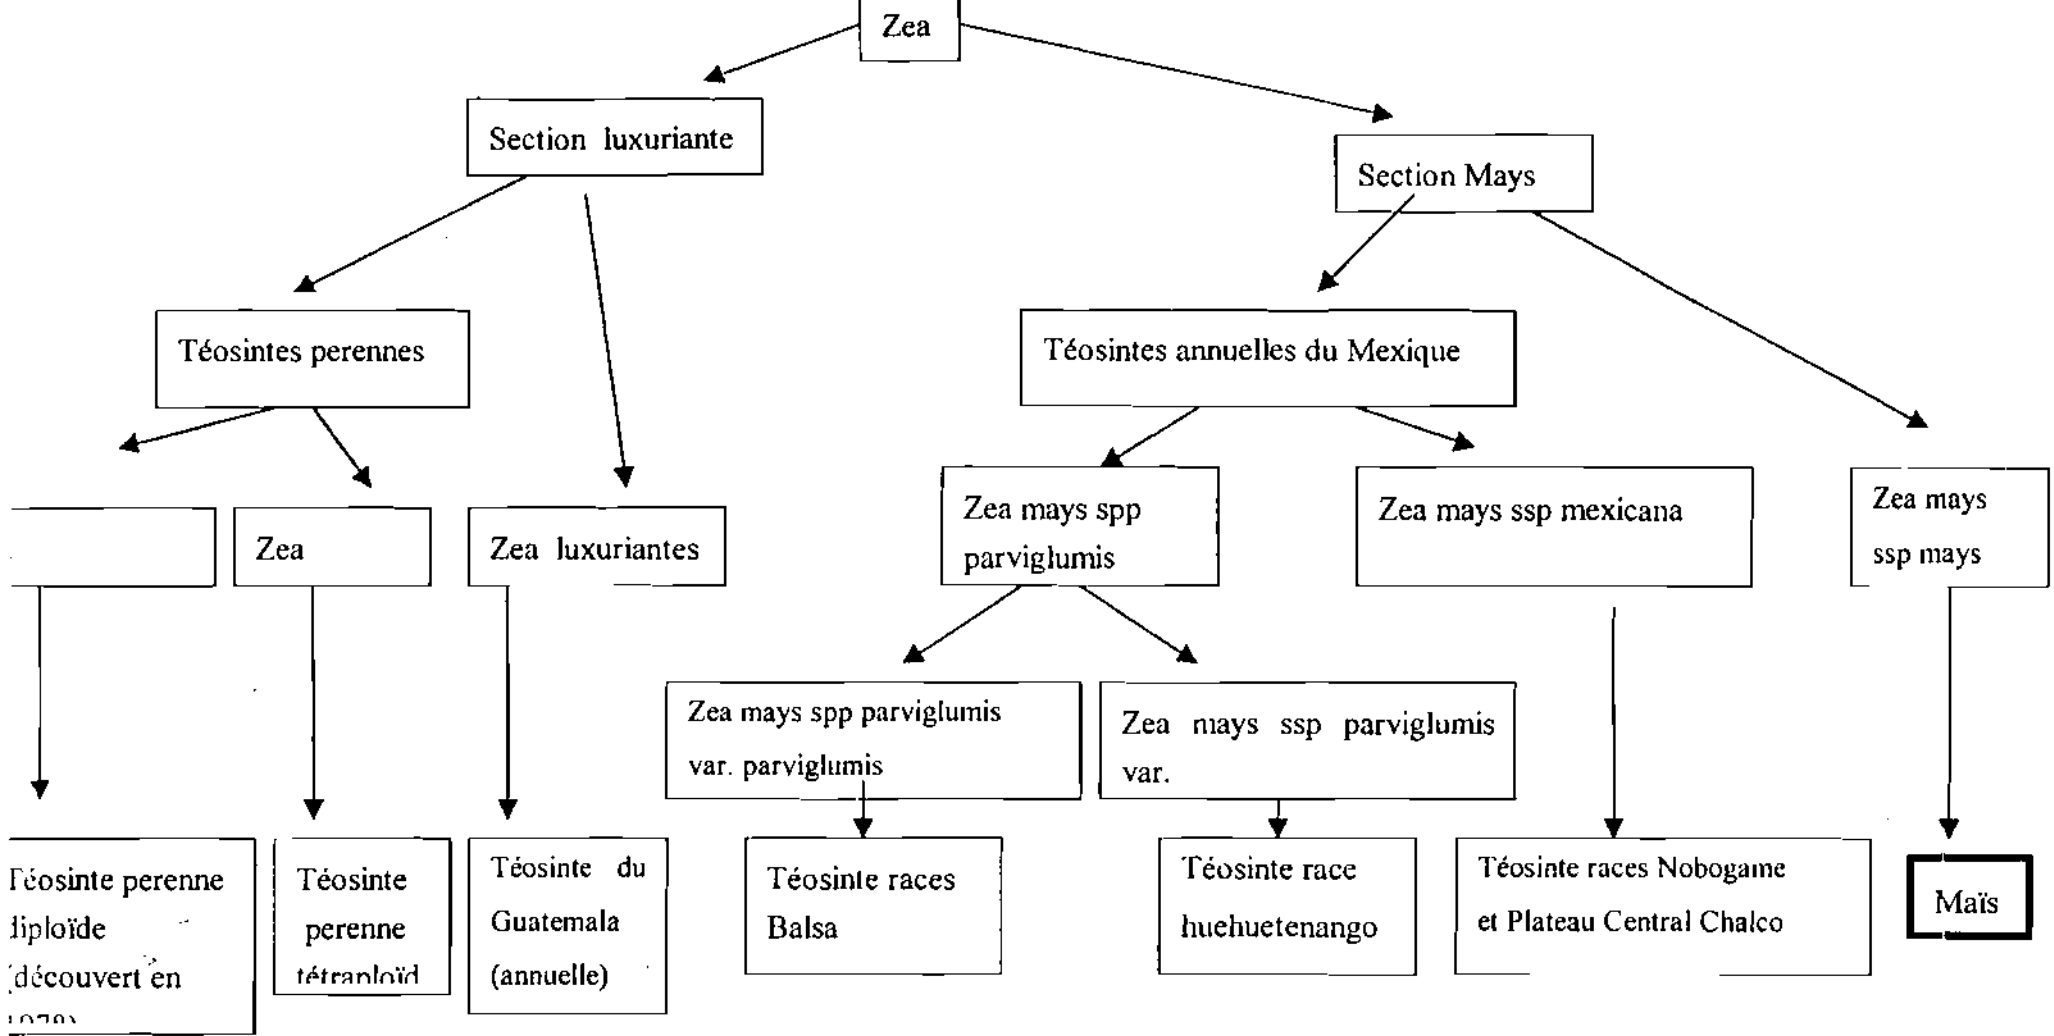 Zea
Section luxuriante
Section Mays
Téosintes perennes
Téosintes annuelles du Mexique
Zea
Zea luxuriantes
Zea mays spp
parviglumis
Zea mays ssp mexicana
Zea mays
ssp mays
Zea mays spp parviglumis
var. parviglumis
Zea mays ssp parviglumis
var.
Téosinte perenne
diploïde
(découvert en
Téosinte
perenne
tétraploïd
Téosinte du
Guatemala
(annuelle)
Téosinte races
Balsa
Téosinte race
huehuetenango
Téosinte races Nobogame
et Plateau Central Chalco
Maïs